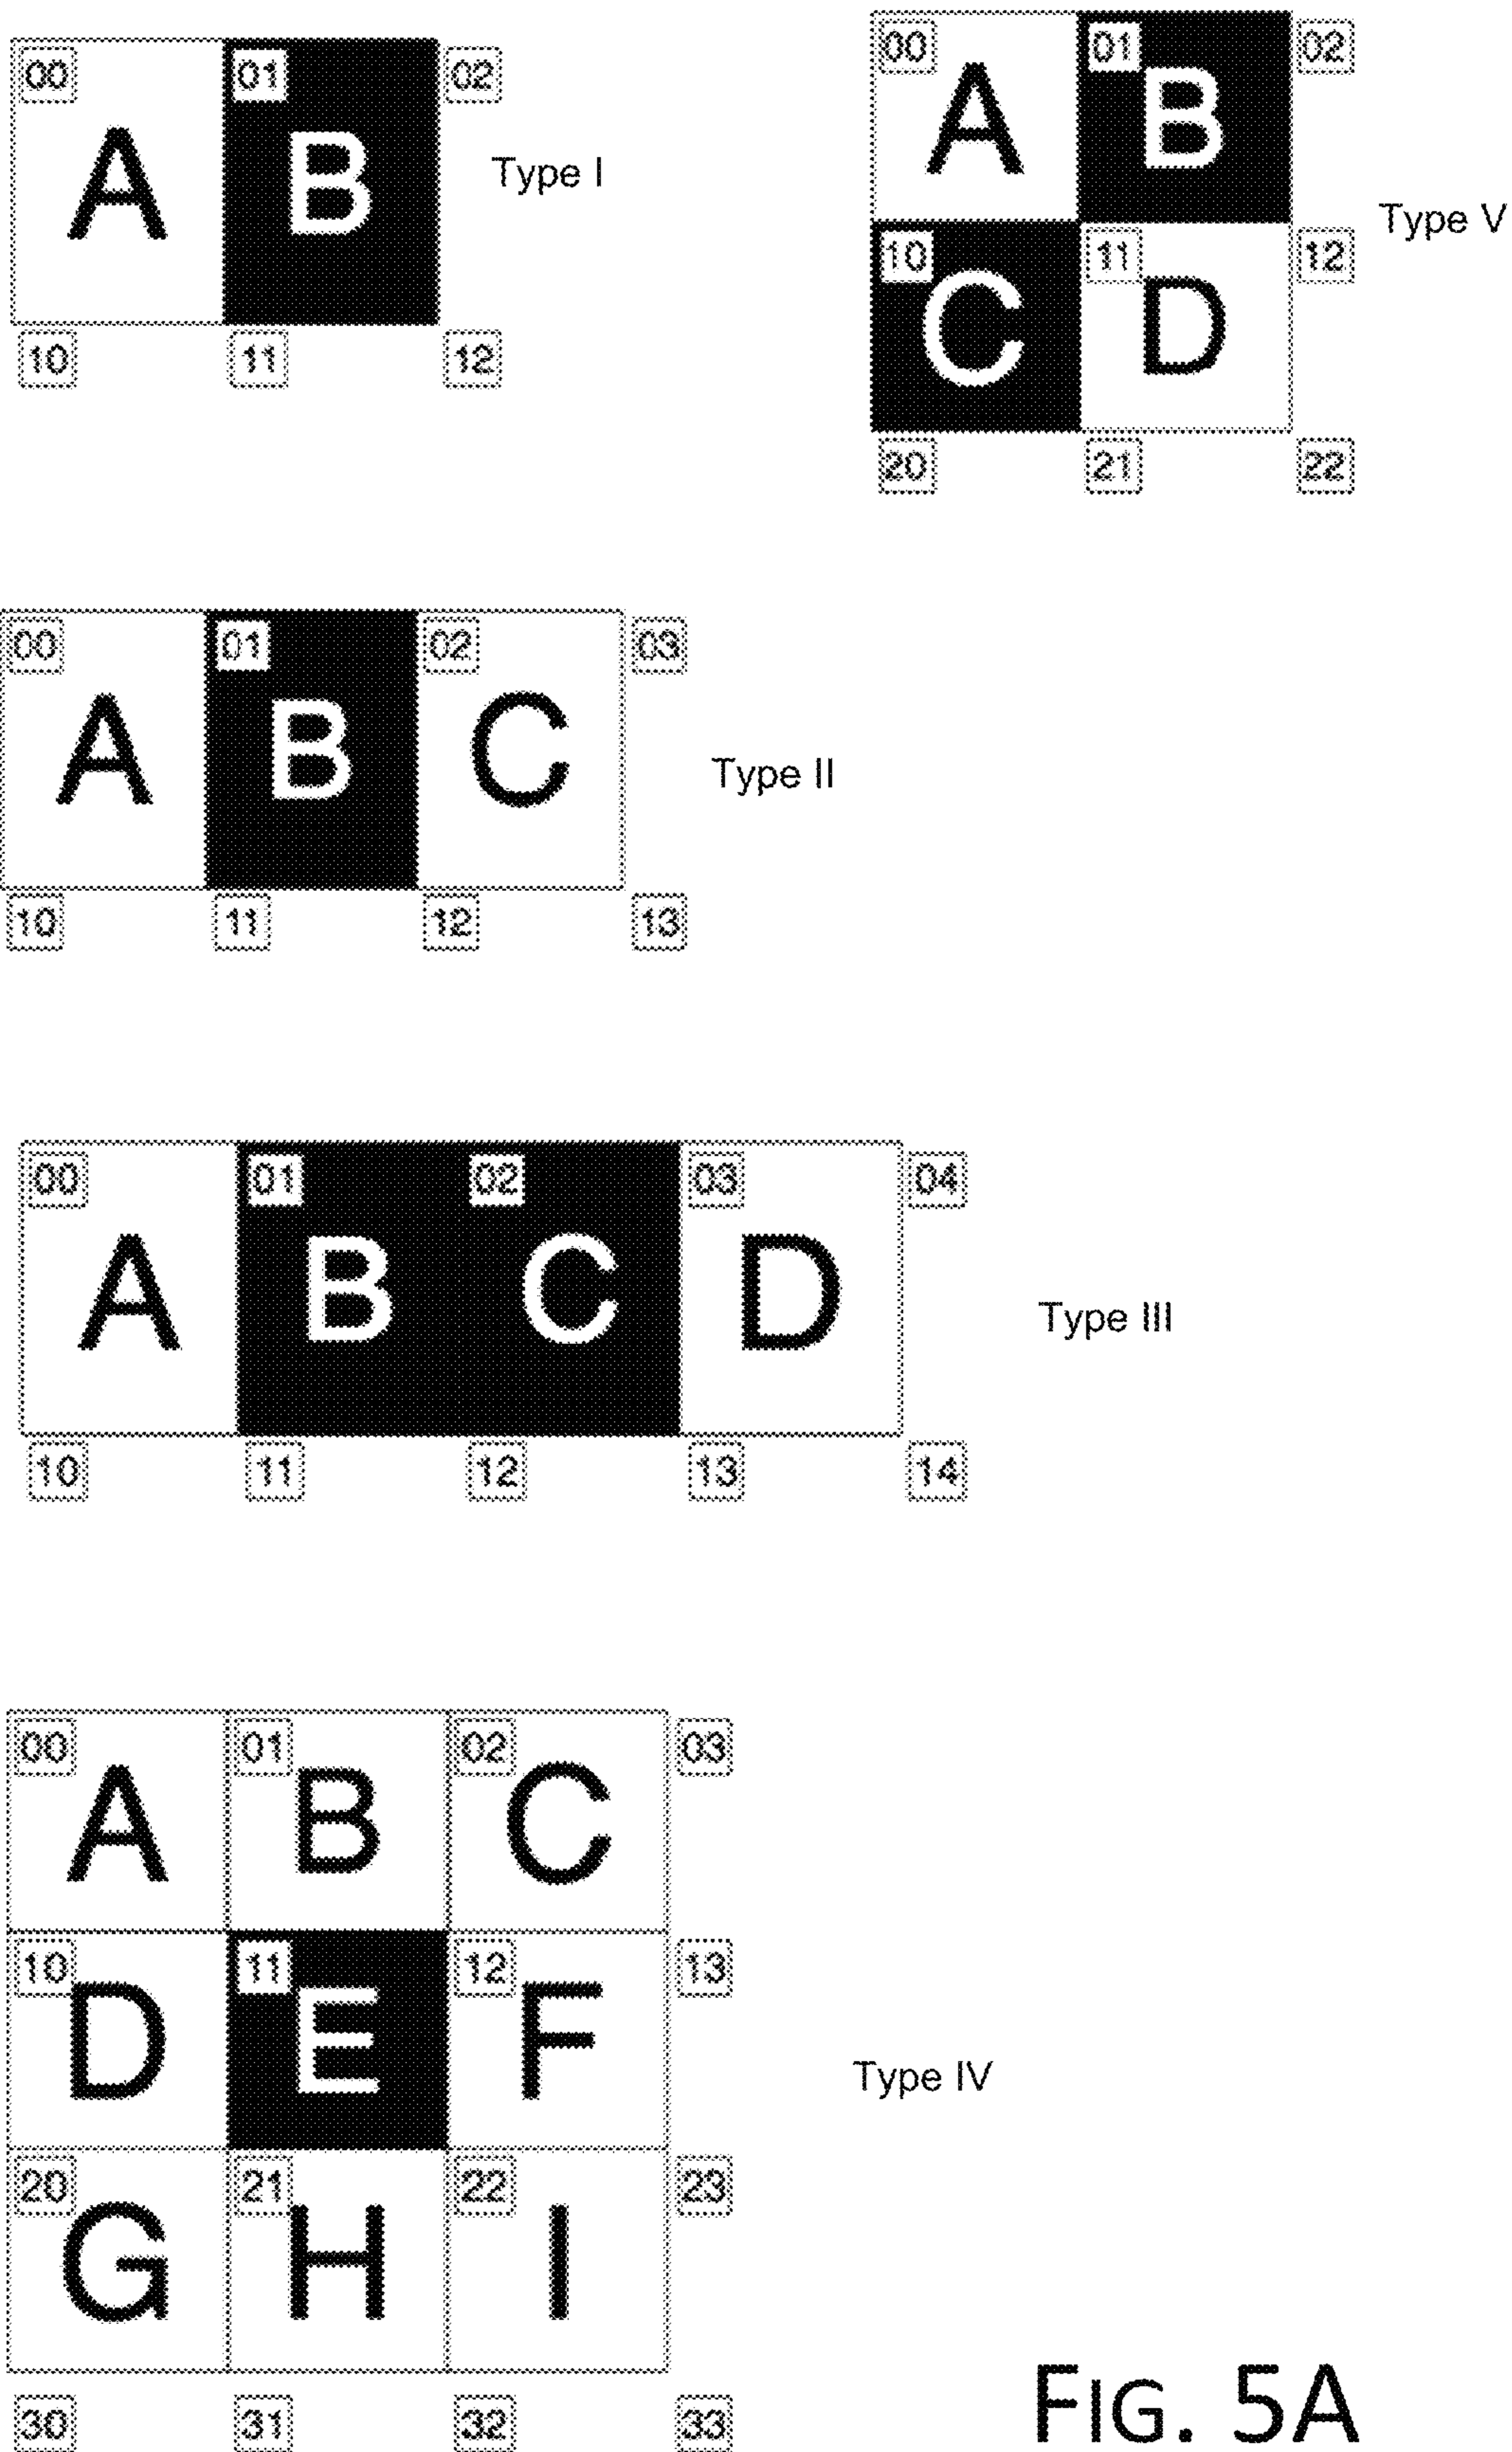 00 01 02
A B
Type I
10 11 12
00 01 02
A B
Type V
10 11 12
C D
20 21 22
00 01 02 03
A B C
Type II
10 11 12 13
00 01 02 03 04
A B C D
Type III
10 11 12 13 14
00 01 02 03
A B C
10 11 12 13
D E F
Type IV
20 21 22 23
G H I
30 31 32 33
FIG. 5A